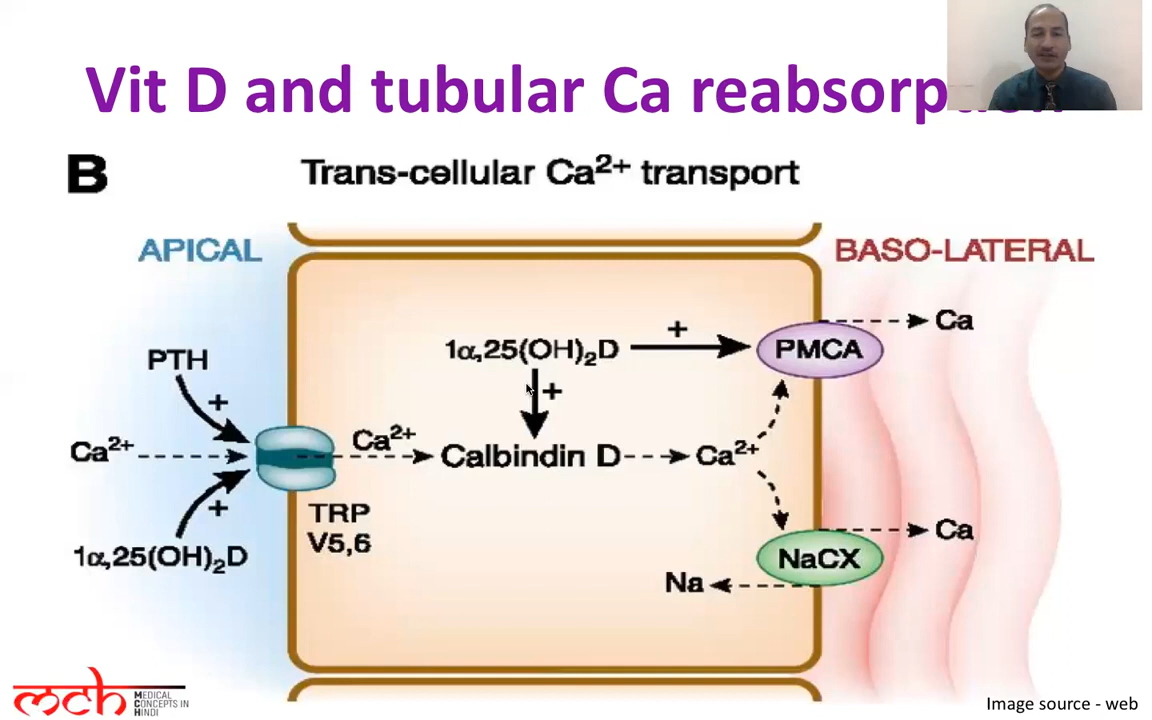 Vit D and tubular Ca reabsorption
B
Trans-cellular Ca²⁺ transport
APICAL
BASO-LATERAL
Ca
PTH
+
1α,25(OH)₂D
+
PMCA
+
Ca²⁺
Ca²⁺
Calbindin D
Ca²⁺
+
TRP
V5,6
1α,25(OH)₂D
Ca
NaCX
Na
mch
MEDICAL
CONCEPTS IN
HINDI
Image source - web